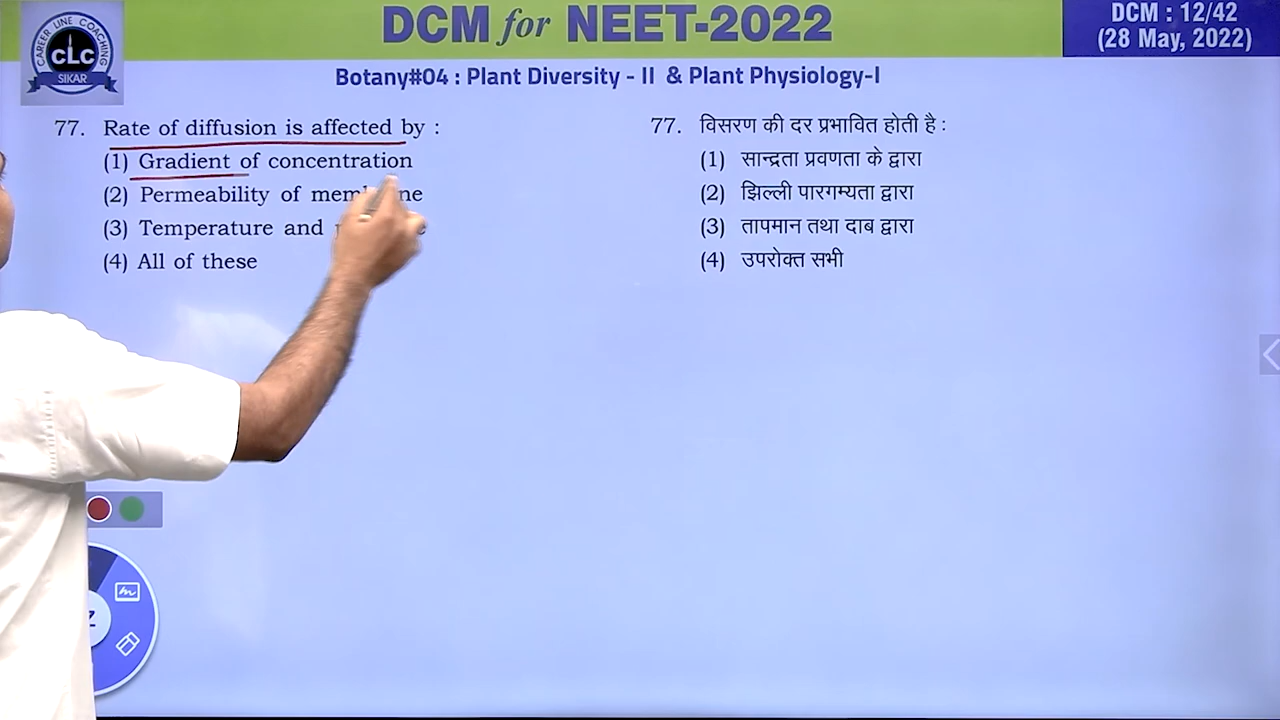 DCM for NEET-2022
DCM : 12/42
(28 May, 2022)
CAREER LINE COACHING
CLC
SIKAR
Botany#04 : Plant Diversity - II & Plant Physiology-I
77. Rate of diffusion is affected by :
(1) Gradient of concentration
(2) Permeability of
(3) Temperature and
(4) All of these
77. विसरण की दर प्रभावित होती है :
(1) सान्द्रता प्रवणता के द्वारा
(2) झिल्ली पारगम्यता द्वारा
(3) तापमान तथा दाब द्वारा
(4) उपरोक्त सभी